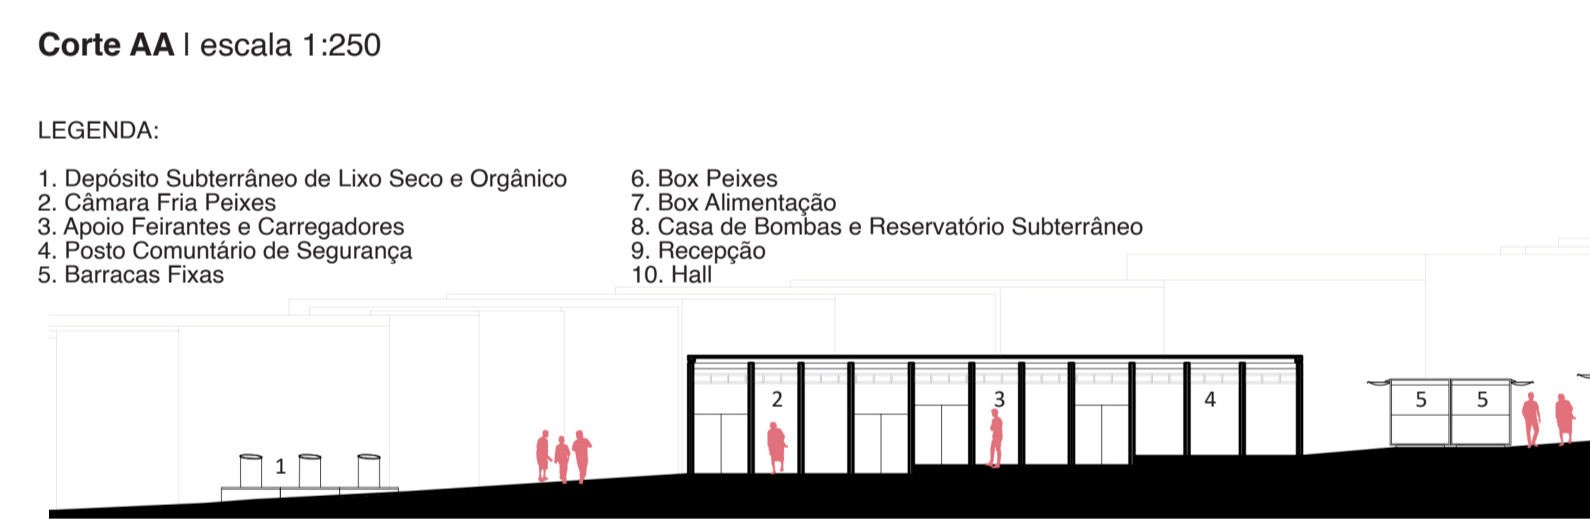 Corte AA | escala 1:250
LEGENDA:
1. Depósito Subterrâneo de Lixo Seco e Orgânico
2. Câmara Fria Peixes
3. Apoio Feirantes e Carregadores
4. Posto Comuntário de Segurança
5. Barracas Fixas
6. Box Peixes
7. Box Alimentação
8. Casa de Bombas e Reservatório Subterrâneo
9. Recepção
10. Hall
1
2
3
4
5
5